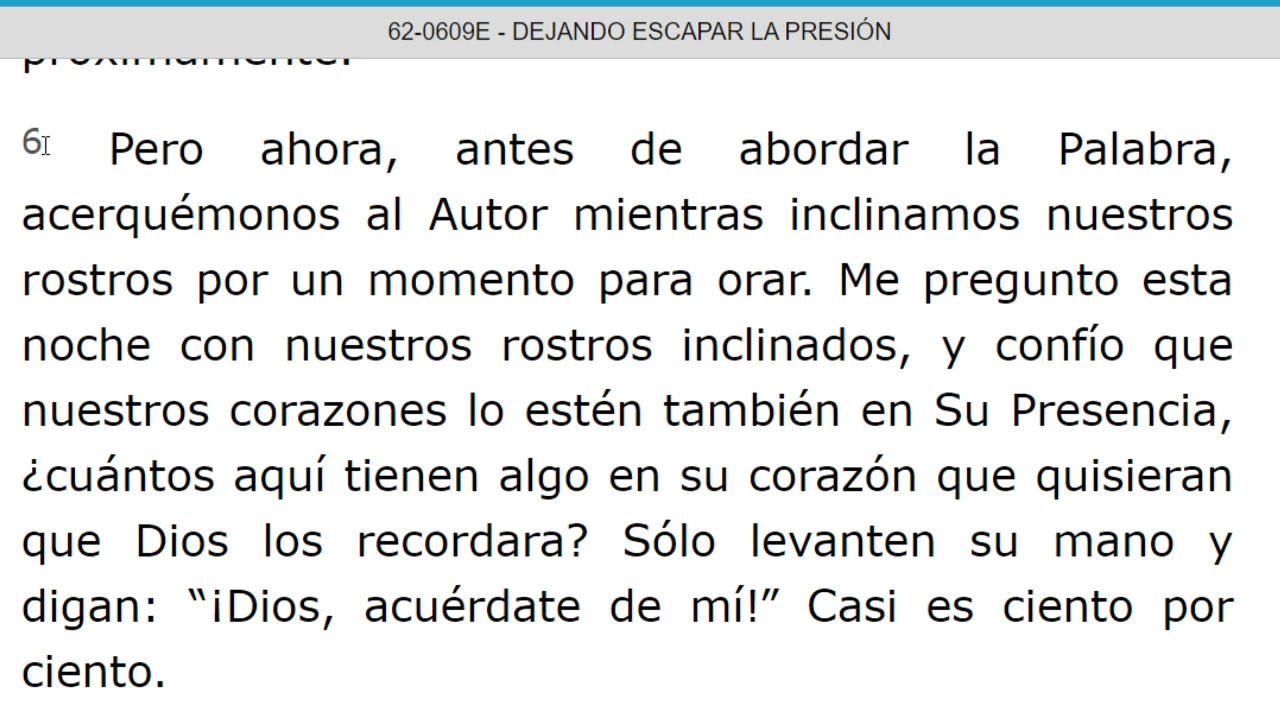 62-0609E - DEJANDO ESCAPAR LA PRESIÓN
próximamente.
6 Pero ahora, antes de abordar la Palabra,
acerquémonos al Autor mientras inclinamos nuestros
rostros por un momento para orar. Me pregunto esta
noche con nuestros rostros inclinados, y confío que
nuestros corazones lo estén también en Su Presencia,
¿cuántos aquí tienen algo en su corazón que quisieran
que Dios los recordara? Sólo levanten su mano y
digan: “¡Dios, acuérdate de mí!” Casi es ciento por
ciento.